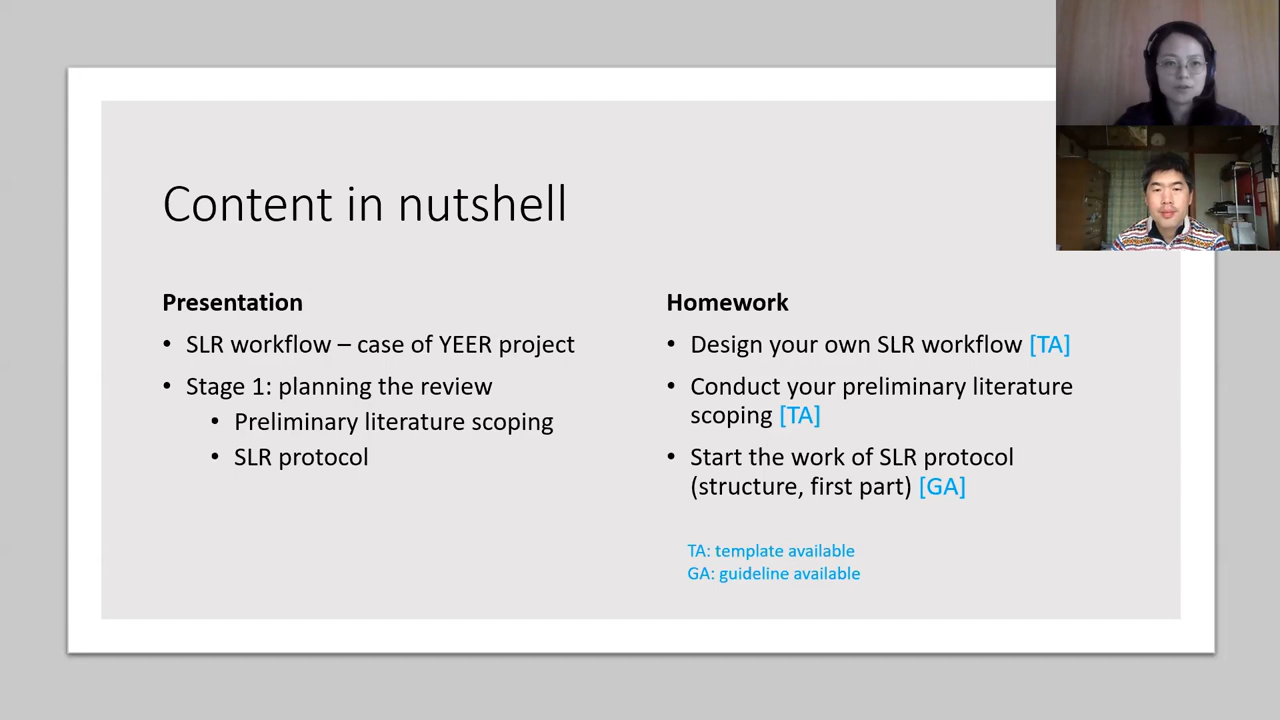 Content in nutshell
Presentation
• SLR workflow – case of YEER project
• Stage 1: planning the review
• Preliminary literature scoping
• SLR protocol
Homework
• Design your own SLR workflow [TA]
• Conduct your preliminary literature
scoping [TA]
• Start the work of SLR protocol
(structure, first part) [GA]
TA: template available
GA: guideline available